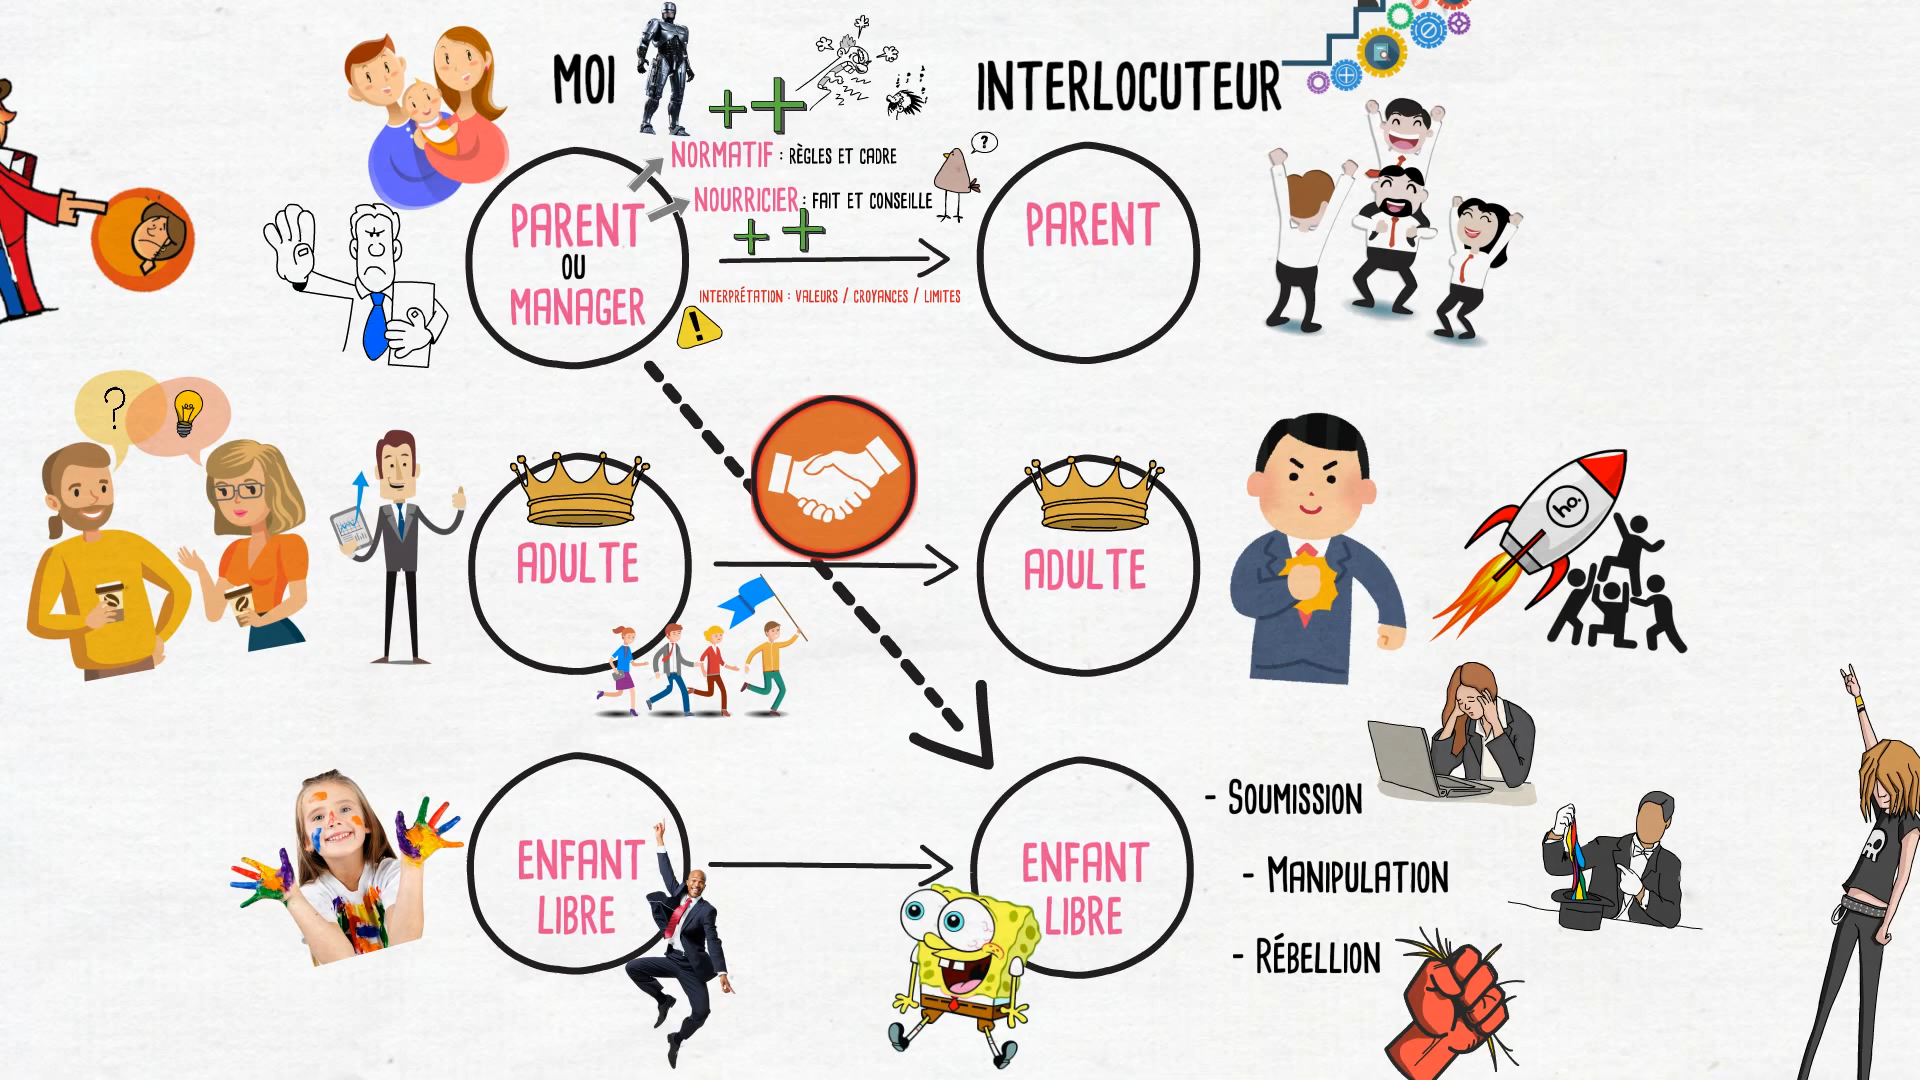 MOI
INTERLOCUTEUR
NORMATIF : RÈGLES ET CADRE
?
NOURRICIER : FAIT ET CONSEILLE
PARENT
OU
MANAGER
PARENT
INTERPRÉTATION : VALEURS / CROYANCES / LIMITES
!
?
ADULTE
ADULTE
ho.
ENFANT
LIBRE
ENFANT
LIBRE
- SOUMISSION
- MANIPULATION
- RÉBELLION